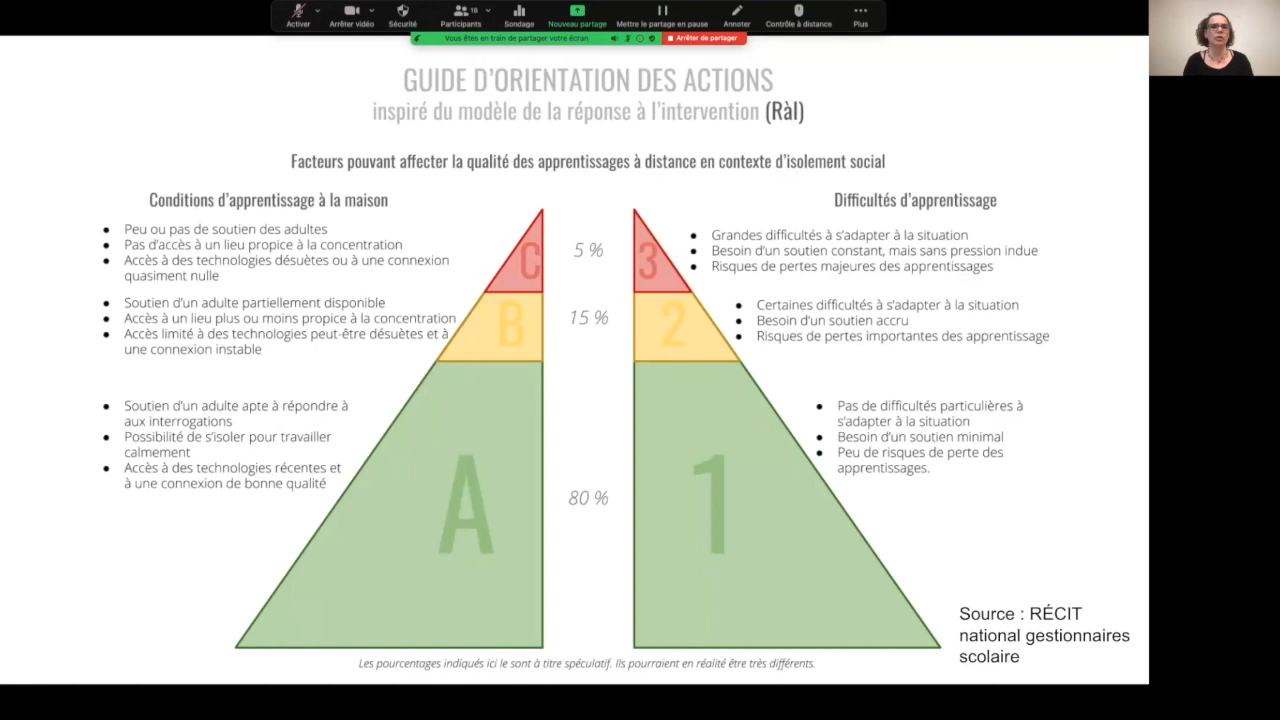 Activer
Arrêter vidéo
Sécurité
Participants
18
Sondage
Nouveau partage
Mettre le partage en pause
Annoter
Contrôle à distance
Plus
Vous êtes en train de partager votre écran
Arrêter de partager
GUIDE D'ORIENTATION DES ACTIONS
inspiré du modèle de la réponse à l'intervention (RàI)
Facteurs pouvant affecter la qualité des apprentissages à distance en contexte d'isolement social
Conditions d'apprentissage à la maison
● Peu ou pas de soutien des adultes
● Pas d'accès à un lieu propice à la concentration
● Accès à des technologies désuètes ou à une connexion
quasiment nulle
● Soutien d'un adulte partiellement disponible
● Accès à un lieu plus ou moins propice à la concentration
● Accès limité à des technologies peut-être désuètes et à
une connexion instable
● Soutien d'un adulte apte à répondre à
aux interrogations
● Possibilité de s'isoler pour travailler
calmement
● Accès à des technologies récentes et
à une connexion de bonne qualité
C
B
A
5 %
15 %
80 %
3
2
1
Difficultés d'apprentissage
● Grandes difficultés à s'adapter à la situation
● Besoin d'un soutien constant, mais sans pression indue
● Risques de pertes majeures des apprentissages
● Certaines difficultés à s'adapter à la situation
● Besoin d'un soutien accru
● Risques de pertes importantes des apprentissage
● Pas de difficultés particulières à
s'adapter à la situation
● Besoin d'un soutien minimal
● Peu de risques de perte des
apprentissages.
Source : RÉCIT
national gestionnaires
scolaire
Les pourcentages indiqués ici le sont à titre spéculatif. Ils pourraient en réalité être très différents.